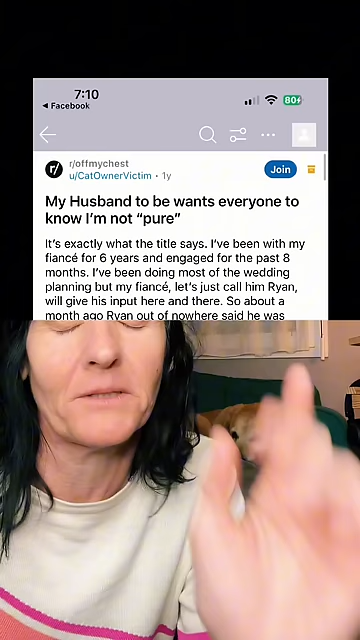 7:10
◄ Facebook
80
r/offmychest
u/CatOwnerVictim • 1y
Join
My Husband to be wants everyone to
know I'm not “pure”
It's exactly what the title says. I've been with my
fiancé for 6 years and engaged for the past 8
months. I've been doing most of the wedding
planning but my fiancé, let's just call him Ryan,
will give his input here and there. So about a
month ago Ryan out of nowhere said he was